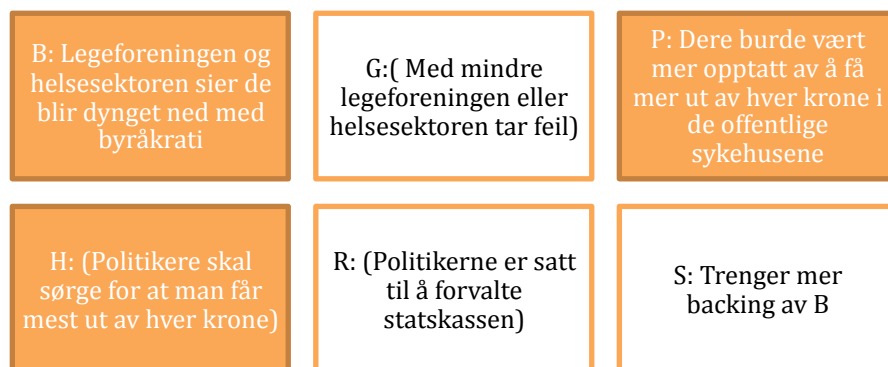 B: Legeforeningen og
helsesektoren sier de
blir dynget ned med
byråkrati
G:( Med mindre
legeforeningen eller
helsesektoren tar feil)
P: Dere burde vært
mer opptatt av å få
mer ut av hver krone i
de offentlige
sykehusene
H: (Politikere skal
sørge for at man får
mest ut av hver krone)
R: (Politikerne er satt
til å forvalte
statskassen)
S: Trenger mer
backing av B